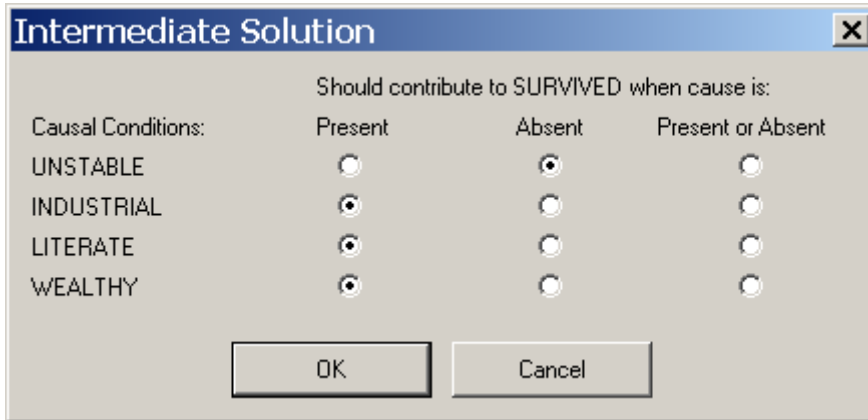 Intermediate Solution
Should contribute to SURVIVED when cause is:
Causal Conditions: Present Absent Present or Absent
UNSTABLE
INDUSTRIAL
LITERATE
WEALTHY
OK Cancel